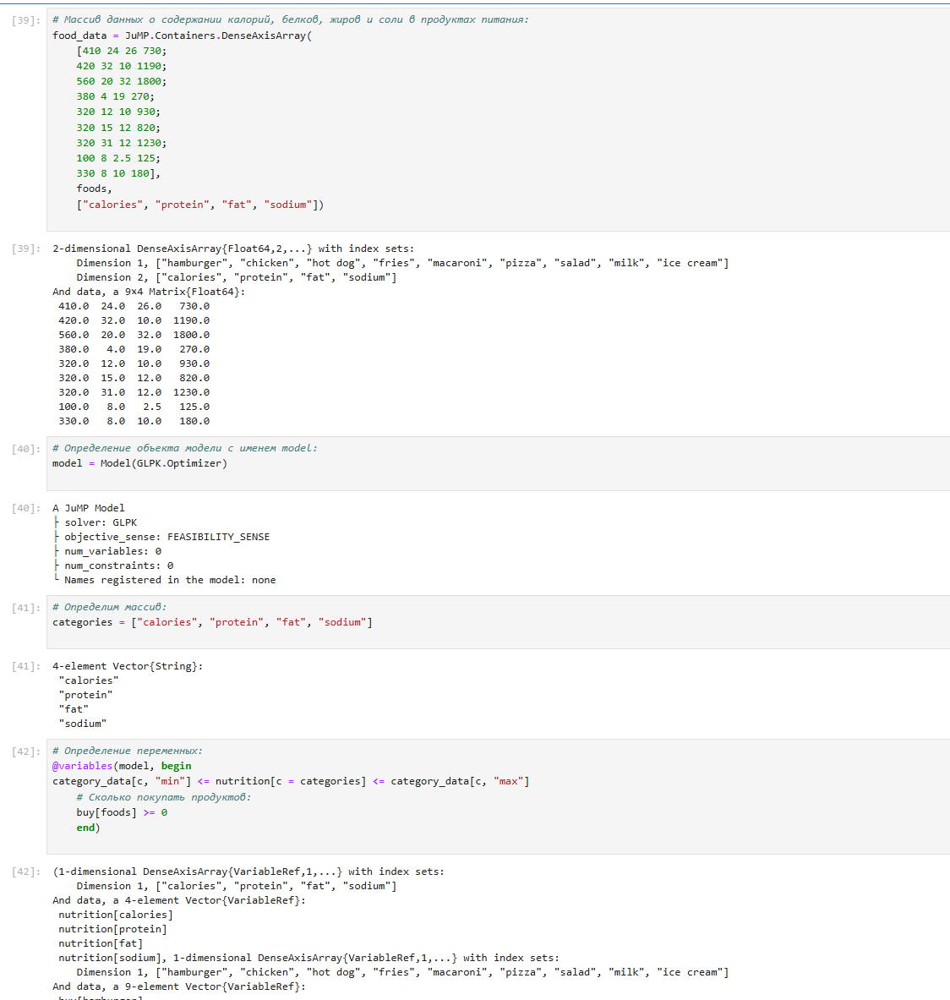 [39]: # Массив данных о содержании калорий, белков, жиров и соли в продуктах питания:
food_data = JuMP.Containers.DenseAxisArray(
    [410 24 26 730;
    420 32 10 1190;
    560 20 32 1800;
    380 4 19 270;
    320 12 10 930;
    320 15 12 820;
    320 31 12 1230;
    100 8 2.5 125;
    330 8 10 180],
    foods,
    ["calories", "protein", "fat", "sodium"])
[39]: 2-dimensional DenseAxisArray{Float64,2,...} with index sets:
    Dimension 1, ["hamburger", "chicken", "hot dog", "fries", "macaroni", "pizza", "salad", "milk", "ice cream"]
    Dimension 2, ["calories", "protein", "fat", "sodium"]
And data, a 9×4 Matrix{Float64}:
 410.0  24.0  26.0   730.0
 420.0  32.0  10.0  1190.0
 560.0  20.0  32.0  1800.0
 380.0   4.0  19.0   270.0
 320.0  12.0  10.0   930.0
 320.0  15.0  12.0   820.0
 320.0  31.0  12.0  1230.0
 100.0   8.0   2.5   125.0
 330.0   8.0  10.0   180.0
[40]: # Определение объекта модели с именем model:
model = Model(GLPK.Optimizer)
[40]: A JuMP Model
├ solver: GLPK
├ objective_sense: FEASIBILITY_SENSE
├ num_variables: 0
├ num_constraints: 0
└ Names registered in the model: none
[41]: # Определим массив:
categories = ["calories", "protein", "fat", "sodium"]
[41]: 4-element Vector{String}:
 "calories"
 "protein"
 "fat"
 "sodium"
[42]: # Определение переменных:
@variables(model, begin
category_data[c, "min"] <= nutrition[c = categories] <= category_data[c, "max"]
    # Сколько покупать продуктов:
    buy[foods] >= 0
    end)
[42]: (1-dimensional DenseAxisArray{VariableRef,1,...} with index sets:
    Dimension 1, ["calories", "protein", "fat", "sodium"]
And data, a 4-element Vector{VariableRef}:
 nutrition[calories]
 nutrition[protein]
 nutrition[fat]
 nutrition[sodium], 1-dimensional DenseAxisArray{VariableRef,1,...} with index sets:
    Dimension 1, ["hamburger", "chicken", "hot dog", "fries", "macaroni", "pizza", "salad", "milk", "ice cream"]
And data, a 9-element Vector{VariableRef}: